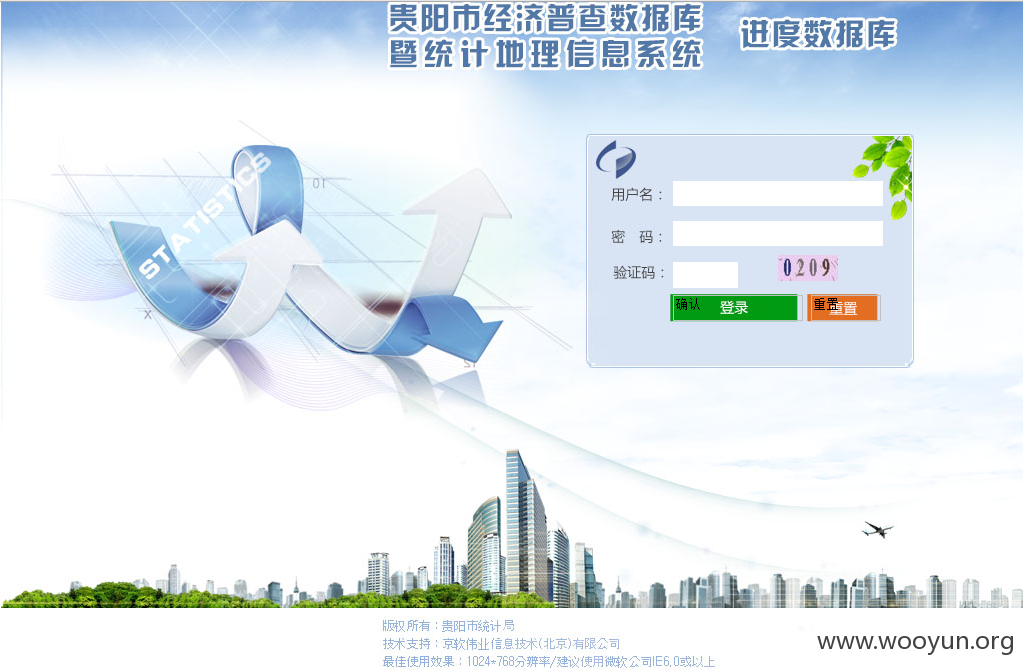 贵阳市经济普查数据库
暨统计地理信息系统
进度数据库
STATISTICS
01
X
12
用户名：
密 码：
验证码：
0209
确认 登录
重置 重置
版权所有：贵阳市统计局
技术支持：京软伟业信息技术(北京)有限公司
最佳使用效果：1024*768分辨率/建议使用微软公司IE6.0或以上
www.wooyun.org